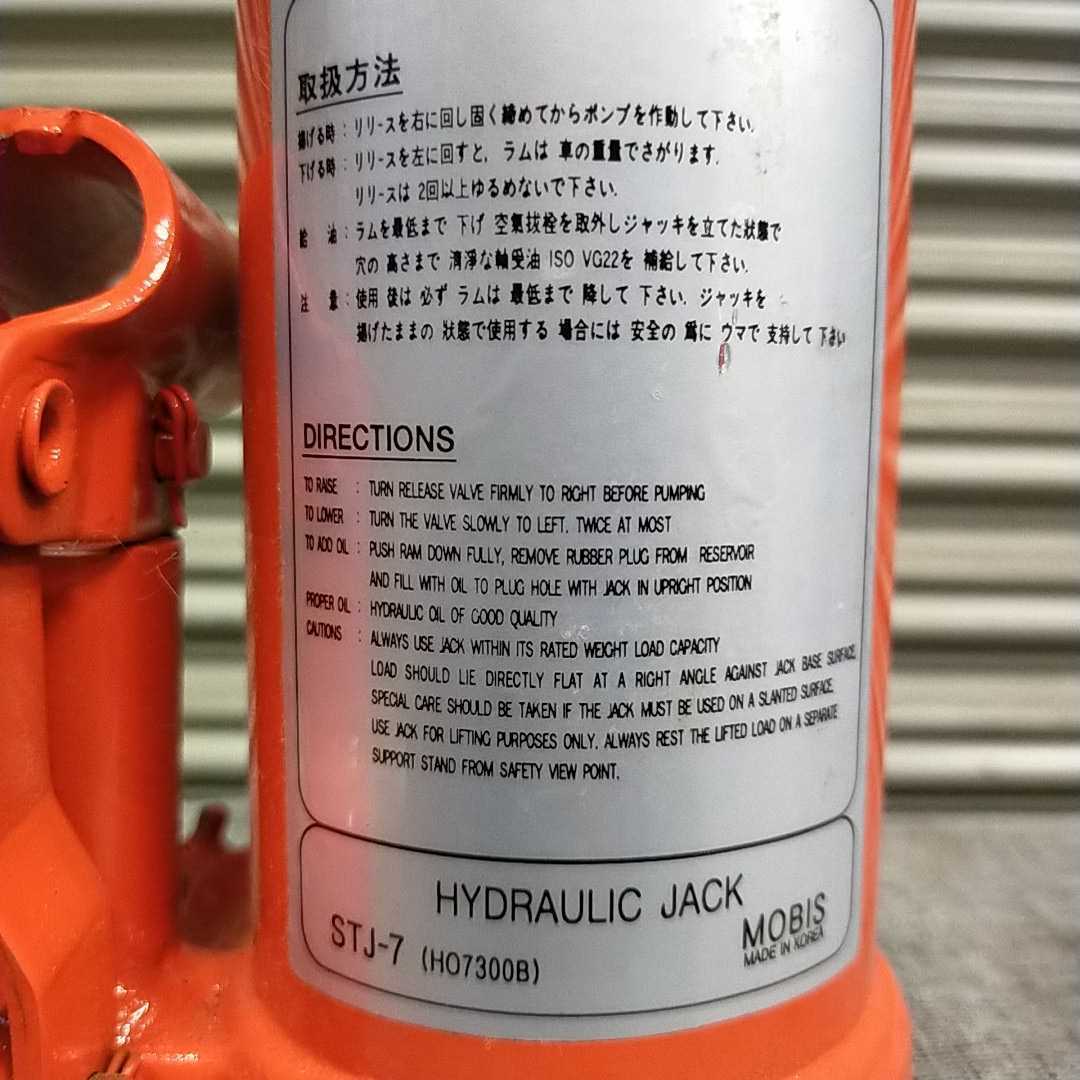 取扱方法
揚げる時 : リリースを右に回し固く締めてからポンプを作動して下さい.
下げる時 : リリースを左に回すと, ラムは 車の重量でさがります.
リリースは 2回以上ゆるめないで下さい.
給 油 : ラムを最低まで 下げ 空氣抜栓を取外しジャッキを立てた狀態で
穴の 高さまで 清淨な軸受油 ISO VG22を 補給して下さい.
注 意 : 使用 後は 必ず ラムは 最低まで 降して 下さい. ジャッキを
揚げたままの 狀態で使用する 場合には 安全の 爲に ウマで 支持して 下さい
DIRECTIONS
TO RAISE : TURN RELEASE VALVE FIRMLY TO RIGHT BEFORE PUMPING
TO LOWER : TURN THE VALVE SLOWLY TO LEFT. TWICE AT MOST
TO ADD OIL : PUSH RAM DOWN FULLY, REMOVE RUBBER PLUG FROM RESERVOIR
AND FILL WITH OIL TO PLUG HOLE WITH JACK IN UPRIGHT POSITION
PROPER OIL : HYDRAULIC OIL OF GOOD QUALITY
CAUTIONS : ALWAYS USE JACK WITHIN ITS RATED WEIGHT LOAD CAPACITY
LOAD SHOULD LIE DIRECTLY FLAT AT A RIGHT ANGLE AGAINST JACK BASE SURFACE.
SPECIAL CARE SHOULD BE TAKEN IF THE JACK MUST BE USED ON A SLANTED SURFACE.
USE JACK FOR LIFTING PURPOSES ONLY. ALWAYS REST THE LIFTED LOAD ON A SEPARATE
SUPPORT STAND FROM SAFETY VIEW POINT.
HYDRAULIC JACK
STJ-7 (HO7300B)
MOBIS
MADE IN KOREA